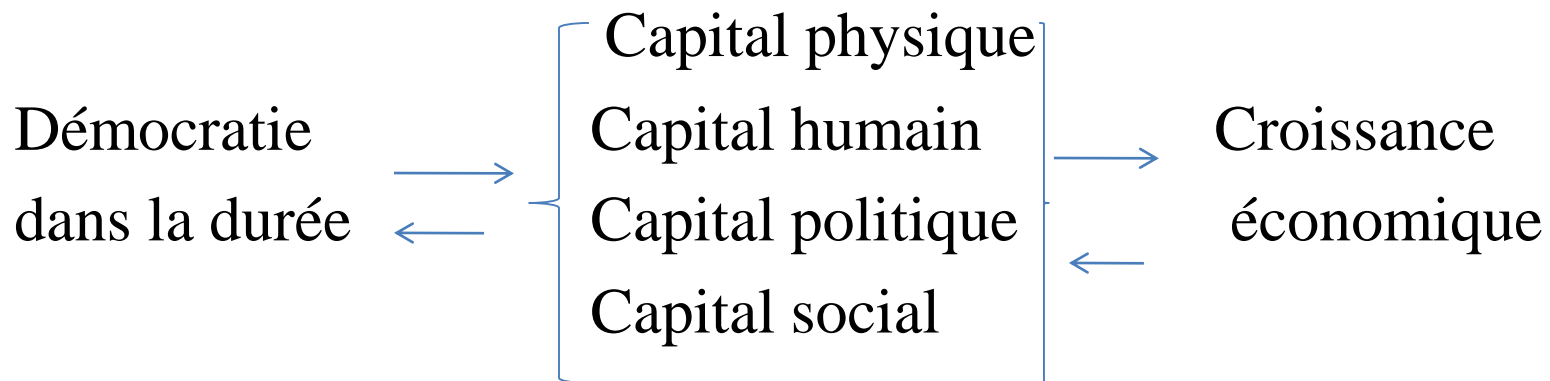 Capital physique
Démocratie Capital humain Croissance
dans la durée Capital politique économique
Capital social